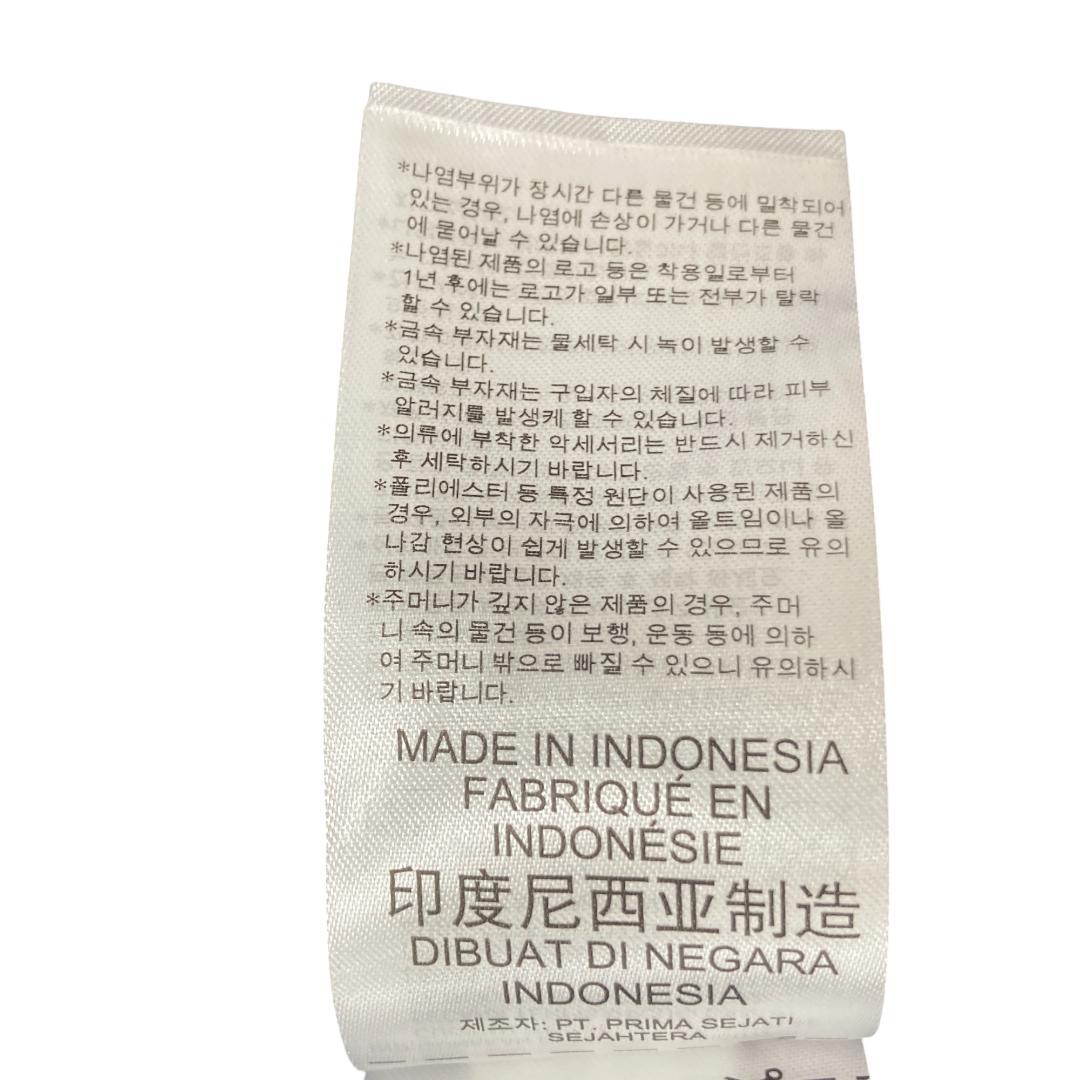 *나염부위가 장시간 다른 물건 등에 밀착되어
있는 경우, 나염에 손상이 가거나 다른 물건
에 묻어날 수 있습니다.
*나염된 제품의 로고 등은 착용일로부터
1년 후에는 로고가 일부 또는 전부가 탈락
할 수 있습니다.
*금속 부자재는 물세탁 시 녹이 발생할 수
있습니다.
*금속 부자재는 구입자의 체질에 따라 피부
알러지를 발생케 할 수 있습니다.
*의류에 부착한 악세서리는 반드시 제거하신
후 세탁하시기 바랍니다.
*폴리에스터 등 특정 원단이 사용된 제품의
경우, 외부의 자극에 의하여 올트임이나 올
나감 현상이 쉽게 발생할 수 있으므로 유의
하시기 바랍니다.
*주머니가 깊지 않은 제품의 경우, 주머
니 속의 물건 등이 보행, 운동 등에 의하
여 주머니 밖으로 빠질 수 있으니 유의하시
기 바랍니다.
MADE IN INDONESIA
FABRIQUÉ EN
INDONÉSIE
印度尼西亚制造
DIBUAT DI NEGARA
INDONESIA
제조자: PT. PRIMA SEJATI
SEJAHTERA